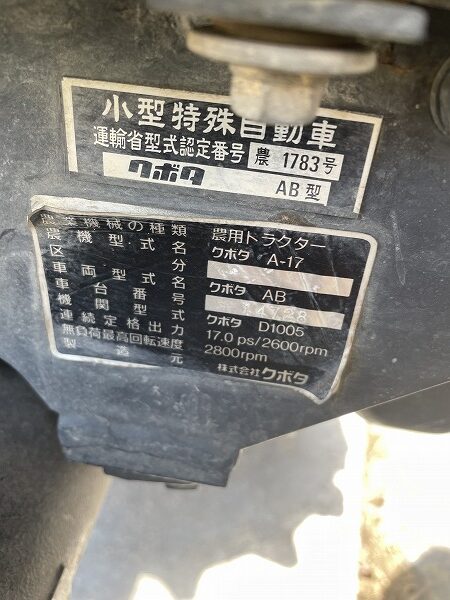 小型特殊自動車
運輸省型式認定番号 農 1783号
クボタ AB型
農業機械の種類 農用トラクター
農機型式名 クボタ A-17
区分
車両型式名 クボタ AB
車台番号 14728
機関型式 クボタ D1005
連続定格出力 17.0 ps/2600rpm
無負荷最高回転速度 2800rpm
製造元 株式会社クボタ